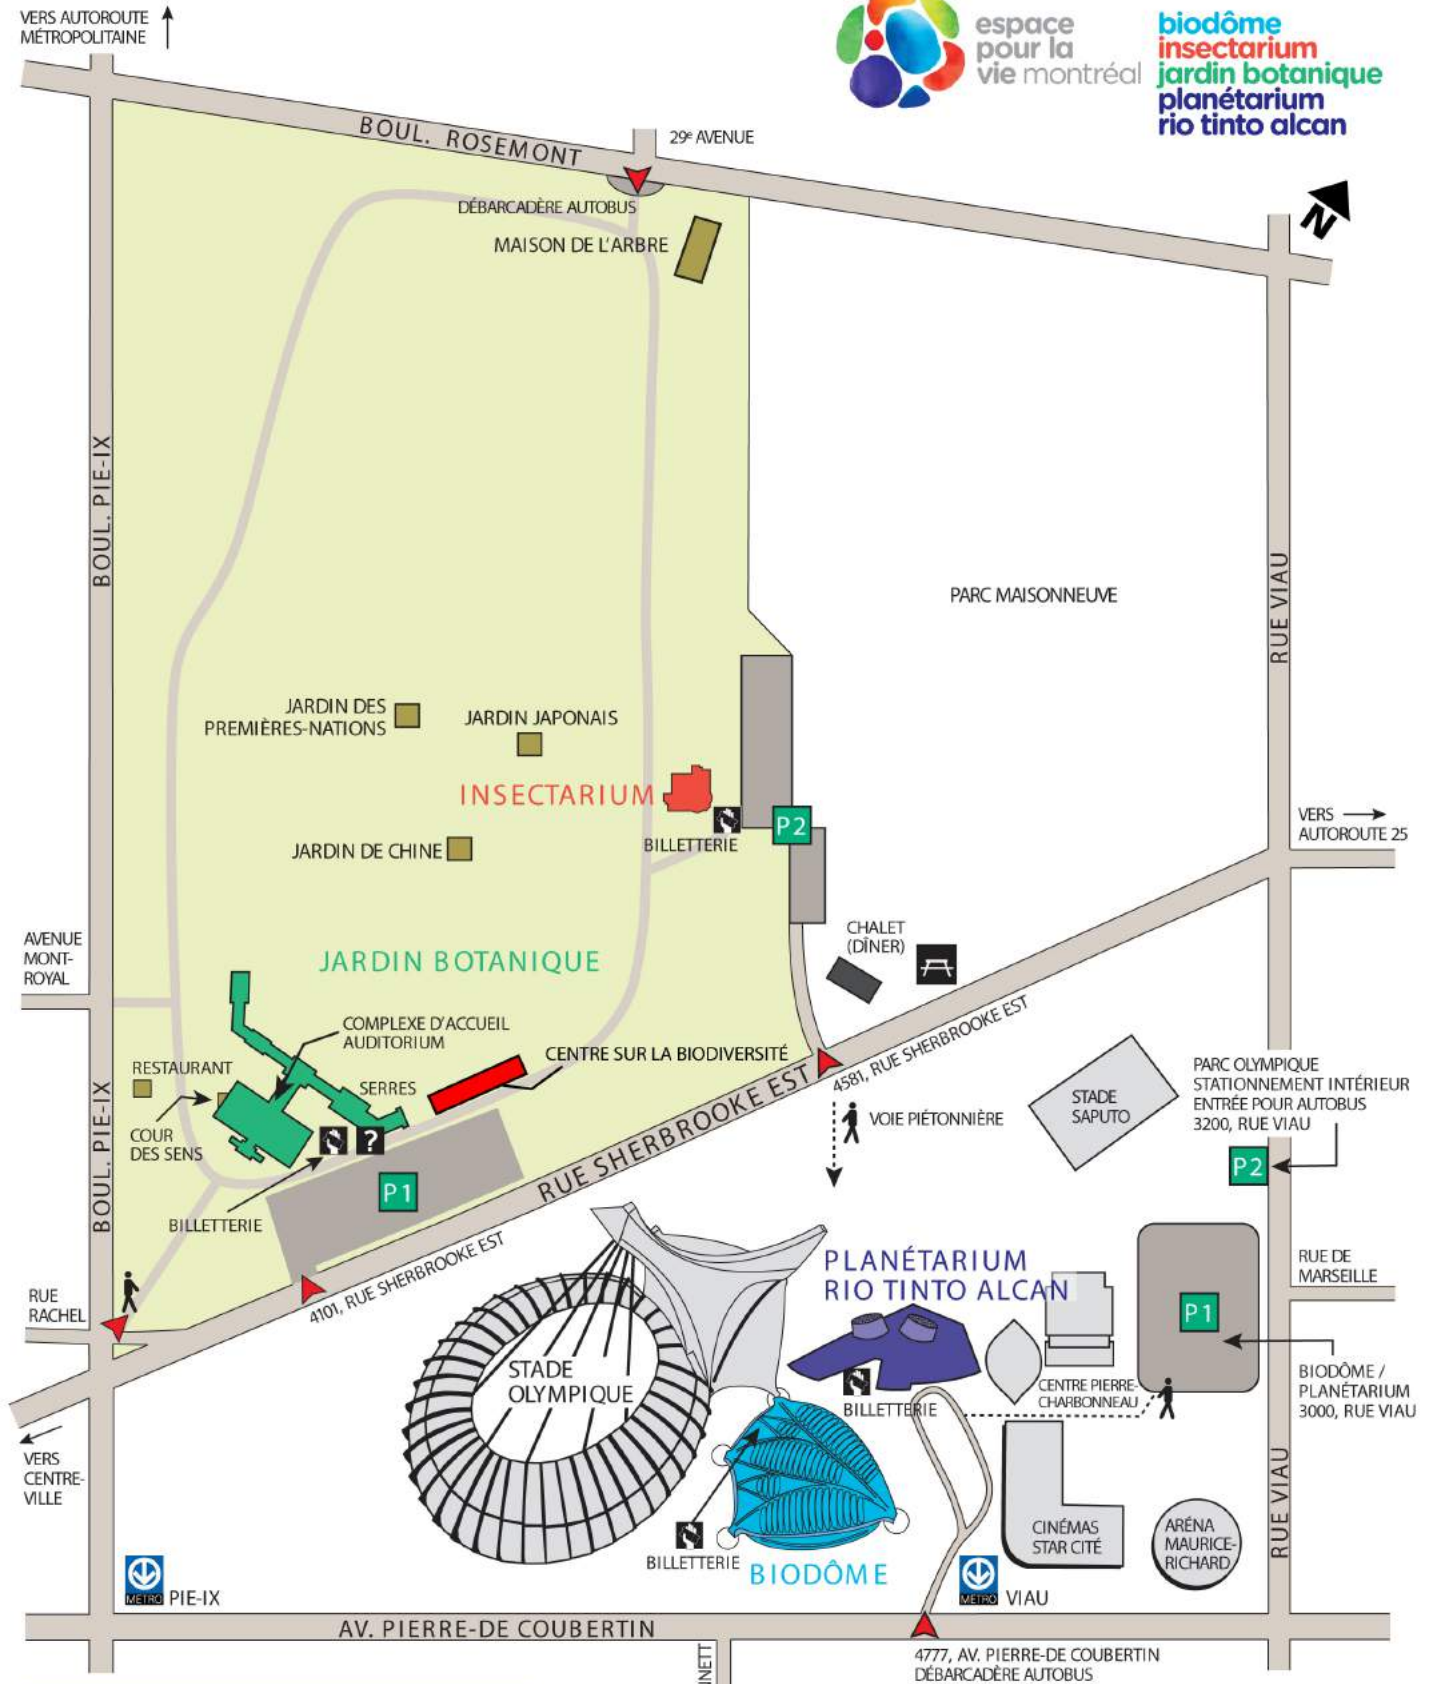 VERS AUTOROUTE
MÉTROPOLITAINE
espace
pour la
vie montréal
biodôme
insectarium
jardin botanique
planétarium
rio tinto alcan
BOUL. ROSEMONT
29e AVENUE
DÉBARCADÈRE AUTOBUS
MAISON DE L'ARBRE
N
BOUL. PIE-IX
PARC MAISONNEUVE
RUE VIAU
JARDIN DES
PREMIÈRES-NATIONS
JARDIN JAPONAIS
INSECTARIUM
P2
BILLETTERIE
JARDIN DE CHINE
VERS
AUTOROUTE 25
AVENUE
MONT-
ROYAL
JARDIN BOTANIQUE
CHALET
(DÎNER)
COMPLEXE D'ACCUEIL
AUDITORIUM
RESTAURANT
SERRES
CENTRE SUR LA BIODIVERSITÉ
COUR
DES SENS
?
P1
BILLETTERIE
BOUL. PIE-IX
RUE SHERBROOKE EST
4581, RUE SHERBROOKE EST
4101, RUE SHERBROOKE EST
VOIE PIÉTONNIÈRE
STADE
SAPUTO
PARC OLYMPIQUE
STATIONNEMENT INTÉRIEUR
ENTRÉE POUR AUTOBUS
3200, RUE VIAU
P2
RUE
RACHEL
PLANÉTARIUM
RIO TINTO ALCAN
RUE DE
MARSEILLE
P1
STADE
OLYMPIQUE
BILLETTERIE
CENTRE PIERRE-
CHARBONNEAU
BIODÔME /
PLANÉTARIUM
3000, RUE VIAU
VERS
CENTRE-
VILLE
BILLETTERIE
BIODÔME
CINÉMAS
STAR CITÉ
ARÉNA
MAURICE-
RICHARD
RUE VIAU
METRO
PIE-IX
METRO
VIAU
AV. PIERRE-DE COUBERTIN
4777, AV. PIERRE-DE COUBERTIN
DÉBARCADÈRE AUTOBUS